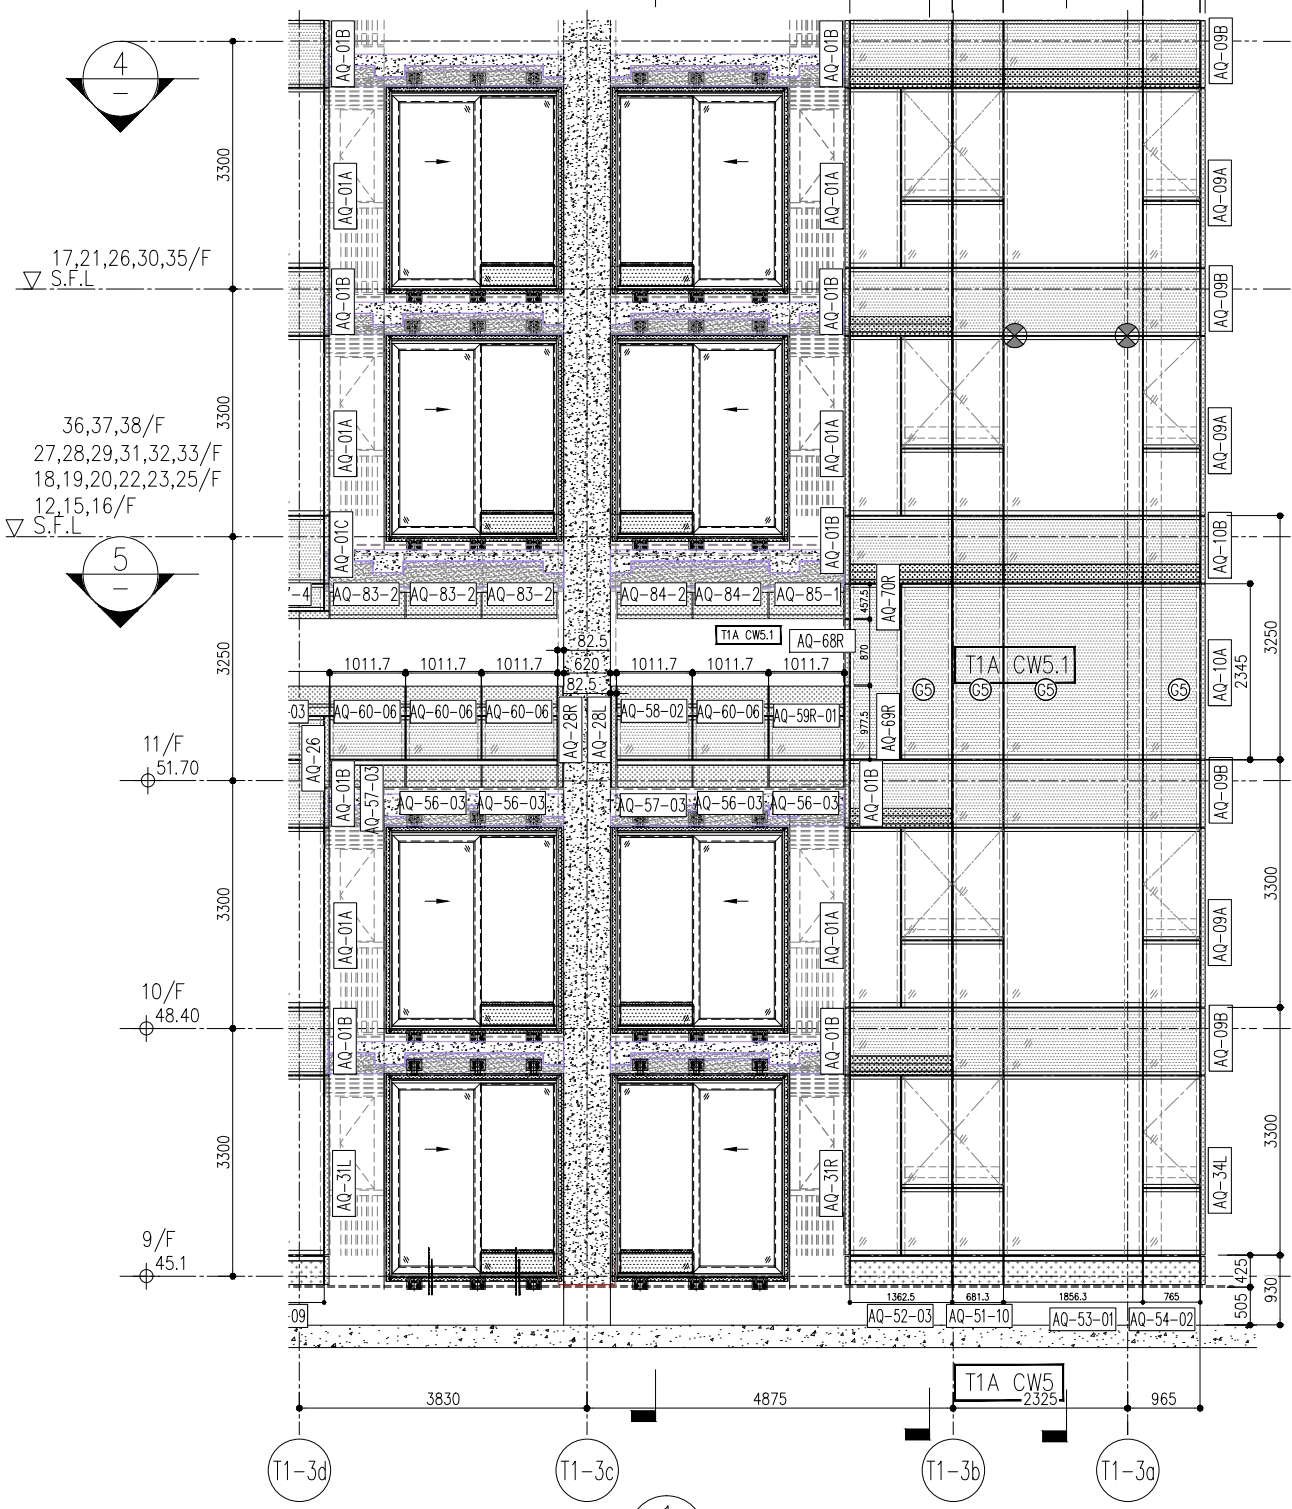 4
–
AQ-01B
AQ-01B
AQ-09B
3300
AQ-01A
AQ-01A
AQ-09A
17,21,26,30,35/F
S.F.L
AQ-01B
AQ-01B
AQ-09B
3300
36,37,38/F
27,28,29,31,32,33/F
18,19,20,22,23,25/F
12,15,16/F
S.F.L
AQ-01A
AQ-01A
AQ-09A
AQ-01C
AQ-01B
AQ-10B
5
–
-4
AQ-83-2
AQ-83-2
AQ-83-2
AQ-84-2
AQ-84-2
AQ-85-1
457.5
AQ-70R
82.5
T1A CW5.1
AQ-68R
870
T1A CW5.1
3250
1011.7
1011.7
1011.7
620
1011.7
1011.7
1011.7
AQ-10A
2345
3250
82.5
G5
G5
G5
G5
03
AQ-60-06
AQ-60-06
AQ-60-06
AQ-28R
AQ-28L
AQ-58-02
AQ-60-06
AQ-59R-01
977.5
AQ-69R
11/F
51.70
AQ-26
AQ-01B
AQ-57-03
AQ-56-03
AQ-56-03
AQ-57-03
AQ-56-03
AQ-56-03
AQ-01B
AQ-09B
3300
AQ-01A
AQ-01A
AQ-09A
3300
10/F
48.40
AQ-01B
AQ-01B
AQ-09B
3300
AQ-31L
AQ-31R
AQ-34L
3300
9/F
45.1
425
505
930
1362.5
681.3
1856.3
765
09
AQ-52-03
AQ-51-10
AQ-53-01
AQ-54-02
T1A CW5
3830
4875
2325
965
T1-3d
T1-3c
T1-3b
T1-3a